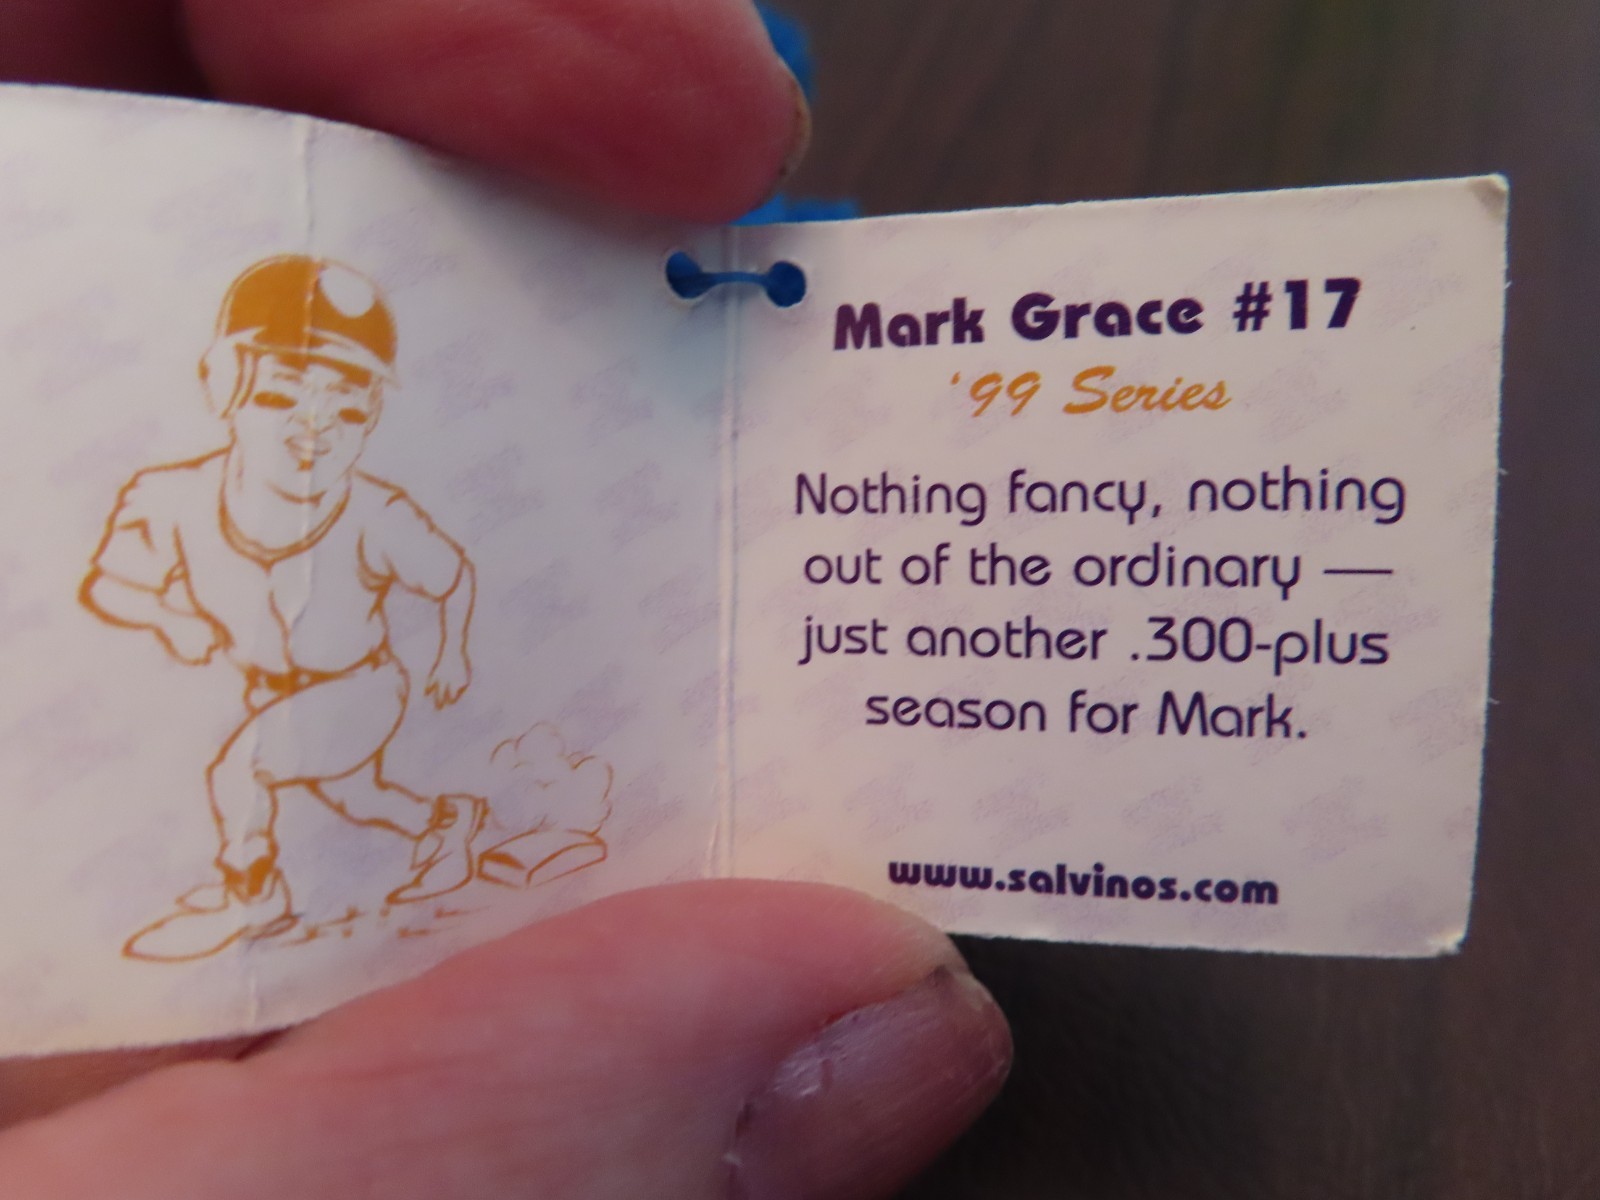 Mark Grace #17
'99 Series
Nothing fancy, nothing
out of the ordinary —
just another .300-plus
season for Mark.
www.salvinos.com